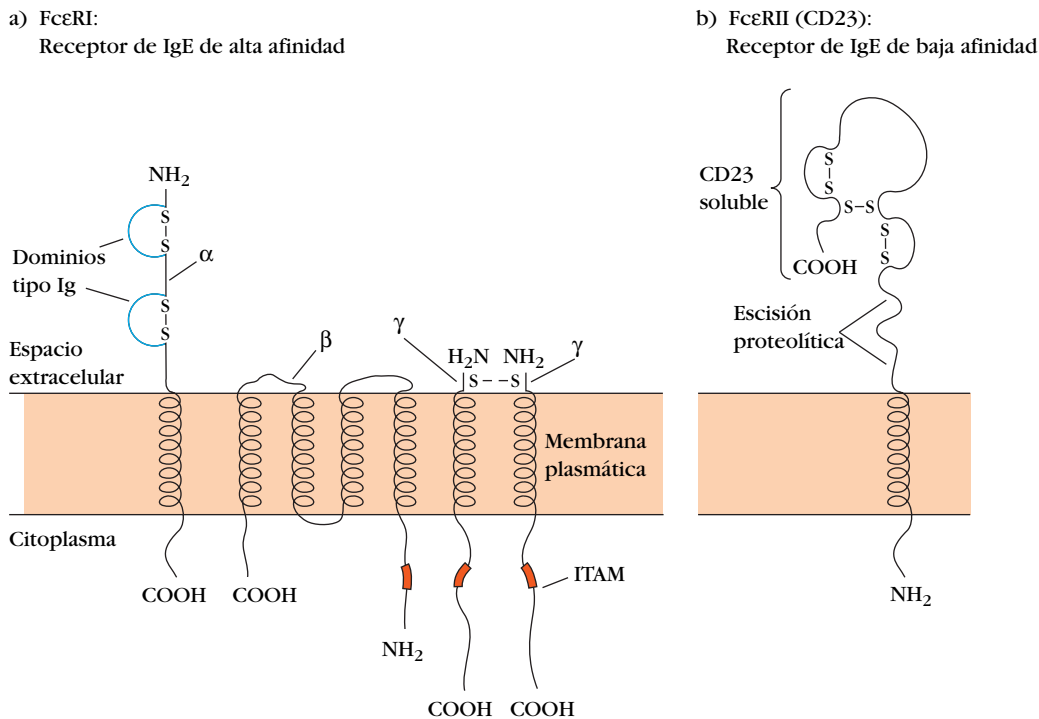 a) FcεRI:
Receptor de IgE de alta afinidad
NH2
S
S
Dominios
tipo Ig
α
S
S
Espacio
extracelular
β
γ
H2N NH2
S--S
γ
Membrana
plasmática
Citoplasma
COOH COOH
ITAM
NH2
COOH COOH
b) FcεRII (CD23):
Receptor de IgE de baja afinidad
CD23
soluble
S
S
S–S
S
S
COOH
Escisión
proteolítica
NH2